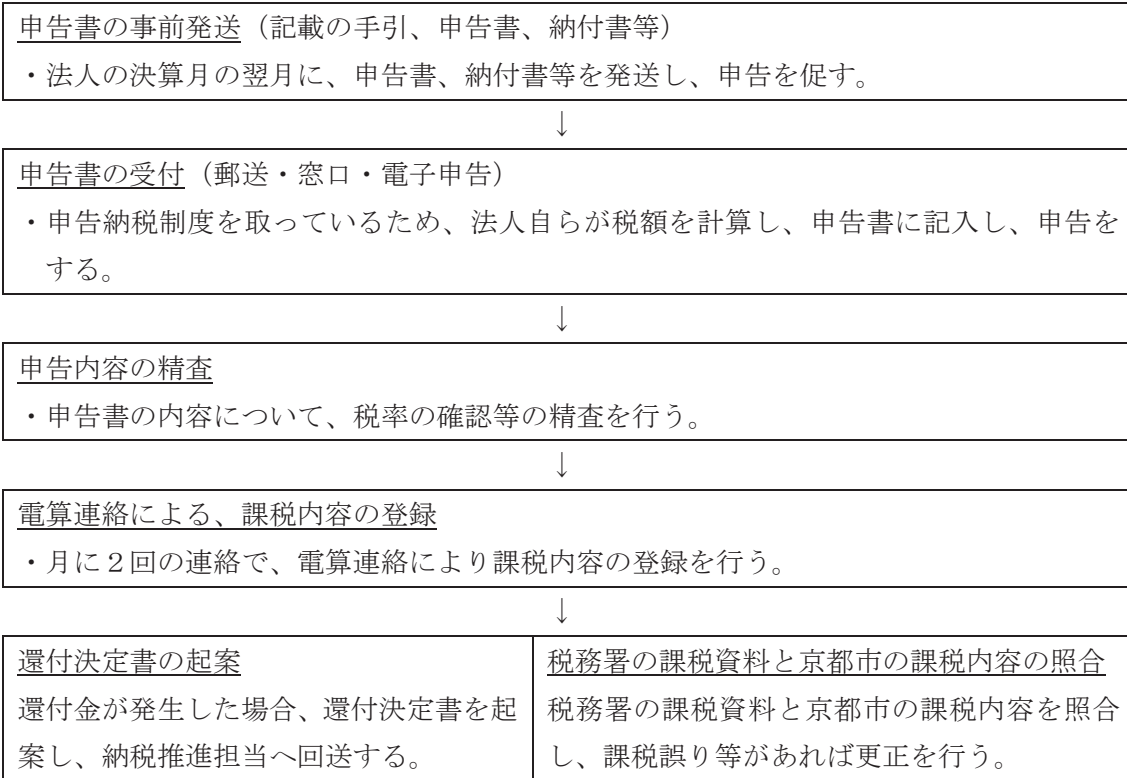 申告書の事前発送（記載の手引、申告書、納付書等）
・法人の決算月の翌月に、申告書、納付書等を発送し、申告を促す。
↓
申告書の受付（郵送・窓口・電子申告）
・申告納税制度を取っているため、法人自らが税額を計算し、申告書に記入し、申告を
する。
↓
申告内容の精査
・申告書の内容について、税率の確認等の精査を行う。
↓
電算連絡による、課税内容の登録
・月に２回の連絡で、電算連絡により課税内容の登録を行う。
↓
還付決定書の起案
還付金が発生した場合、還付決定書を起
案し、納税推進担当へ回送する。
税務署の課税資料と京都市の課税内容の照合
税務署の課税資料と京都市の課税内容を照合
し、課税誤り等があれば更正を行う。